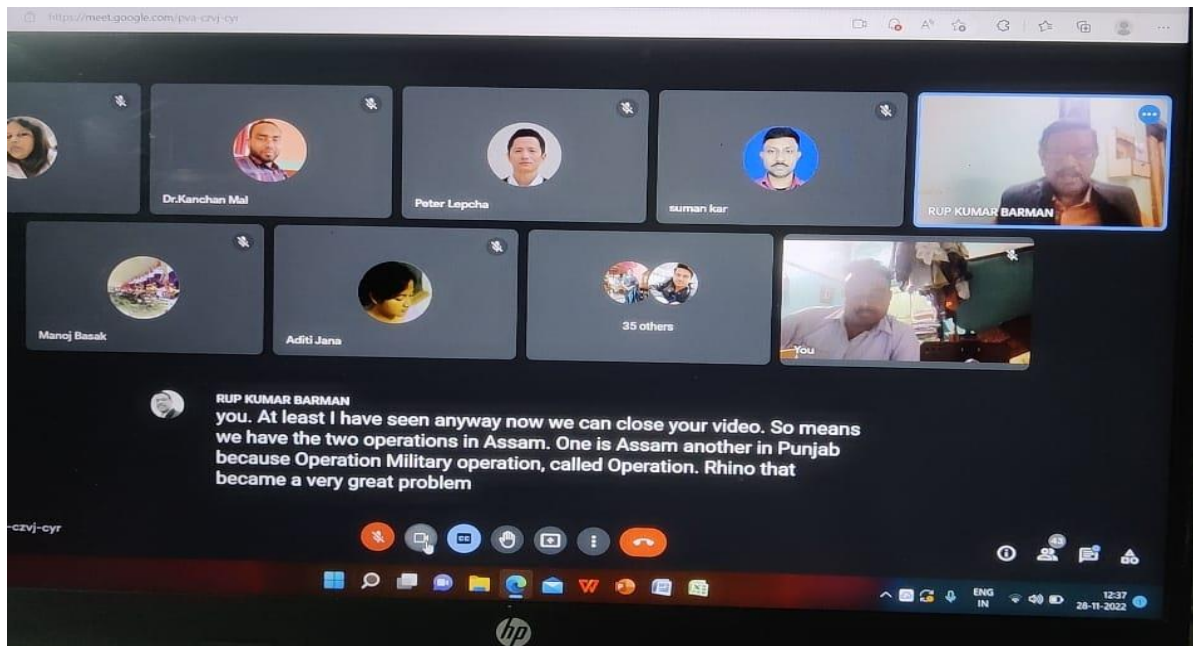 https://meet.google.com/pva-czvj-cyr
Dr.Kanchan Mal
Peter Lepcha
suman kar
RUP KUMAR BARMAN
Manoj Basak
Aditi Jana
35 others
You
RUP KUMAR BARMAN
you. At least I have seen anyway now we can close your video. So means
we have the two operations in Assam. One is Assam another in Punjab
because Operation Military operation, called Operation. Rhino that
became a very great problem
-czvj-cyr
CC
43
ENG
IN
12:37
28-11-2022
hp